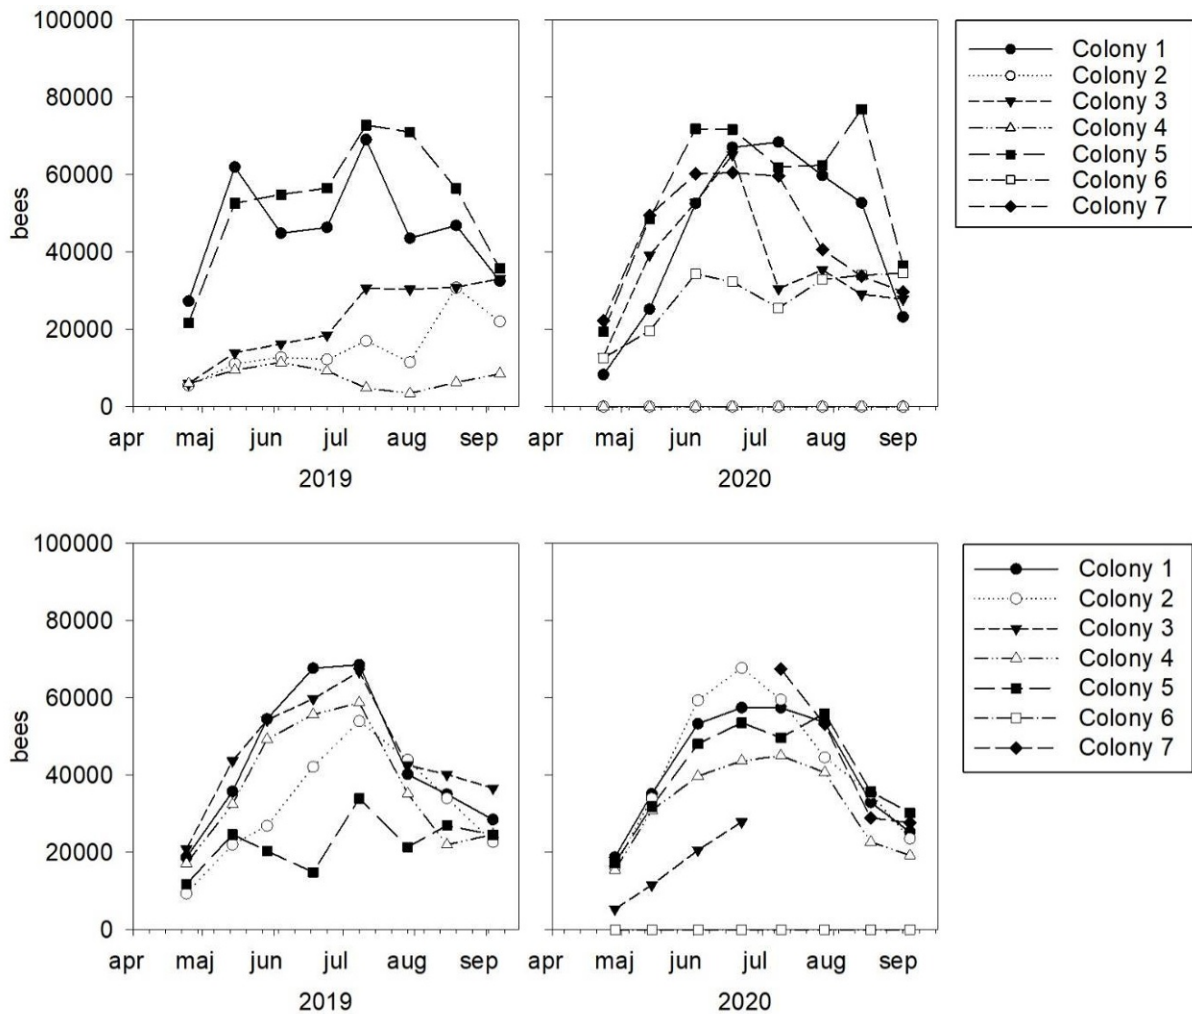 100000
80000
60000
40000
20000
0
bees
apr maj jun jul aug sep
2019
apr maj jun jul aug sep
2020
Colony 1
Colony 2
Colony 3
Colony 4
Colony 5
Colony 6
Colony 7
100000
80000
60000
40000
20000
0
bees
apr maj jun jul aug sep
2019
apr maj jun jul aug sep
2020
Colony 1
Colony 2
Colony 3
Colony 4
Colony 5
Colony 6
Colony 7